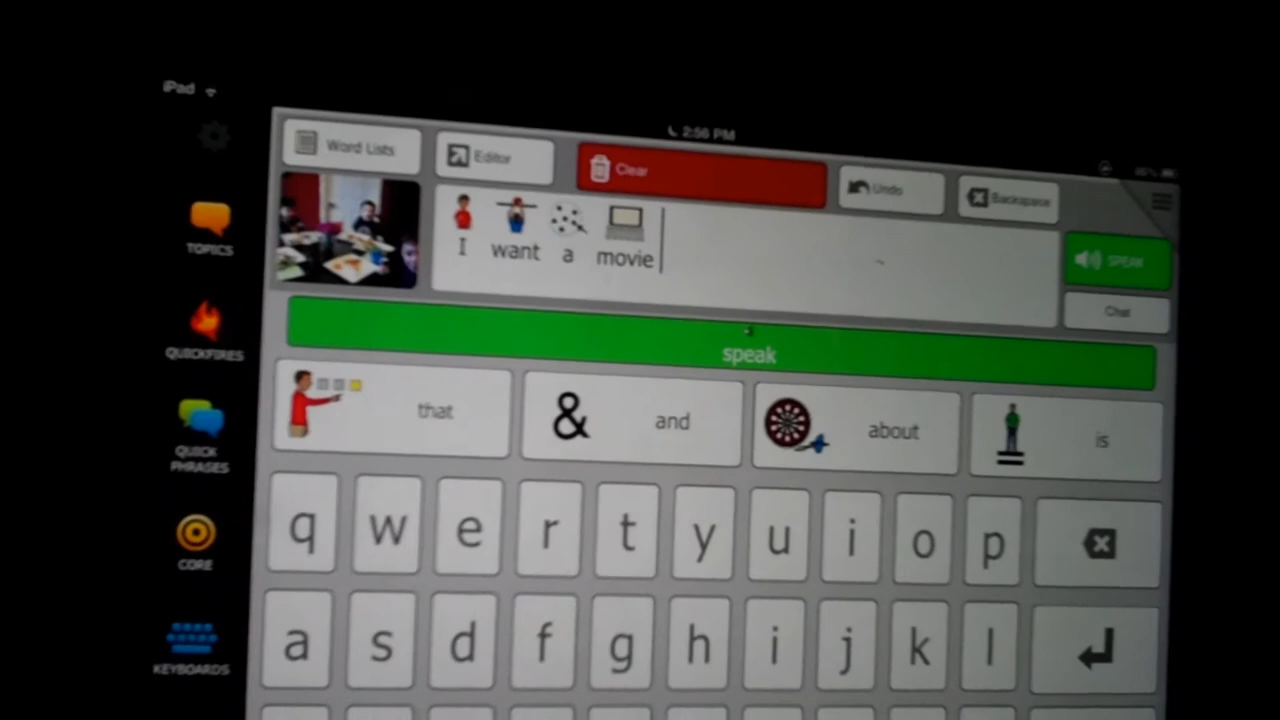 iPad
2:56 PM
Word Lists
Editor
Clear
Undo
Backspace
I want a movie
SPEAK
Chat
TOPICS
speak
QUICKFIRES
that
&
and
about
is
QUICK
PHRASES
q w e r t y u i o p
CORE
a s d f g h i j k l
KEYBOARDS